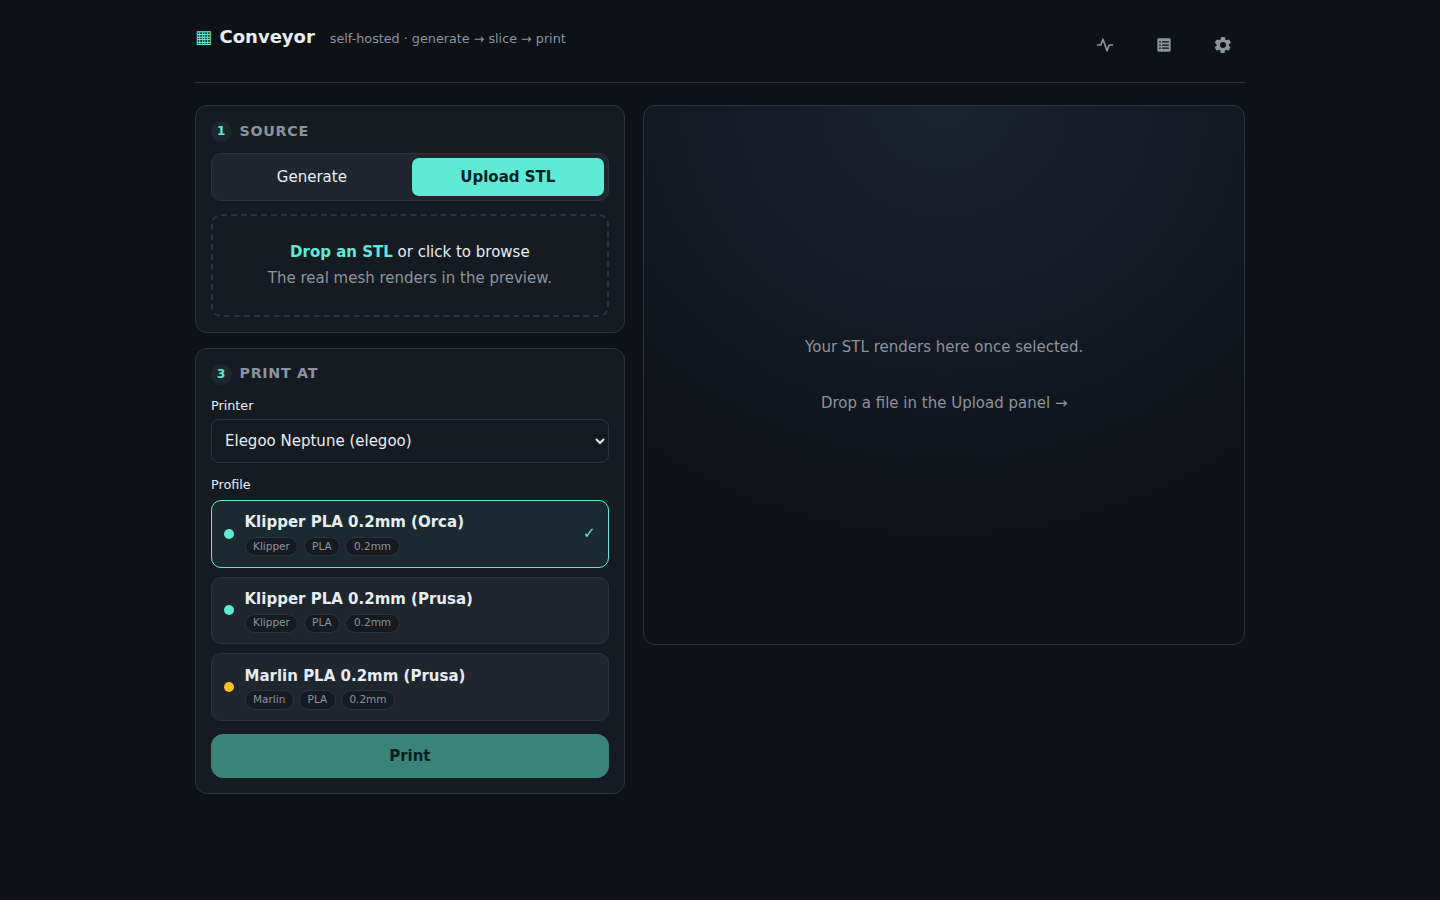 Conveyor self-hosted · generate → slice → print
1 SOURCE
Generate Upload STL
Drop an STL or click to browse
The real mesh renders in the preview.
3 PRINT AT
Printer
Elegoo Neptune (elegoo)
Profile
Klipper PLA 0.2mm (Orca) ✓
Klipper PLA 0.2mm
Klipper PLA 0.2mm (Prusa)
Klipper PLA 0.2mm
Marlin PLA 0.2mm (Prusa)
Marlin PLA 0.2mm
Print
Your STL renders here once selected.
Drop a file in the Upload panel →